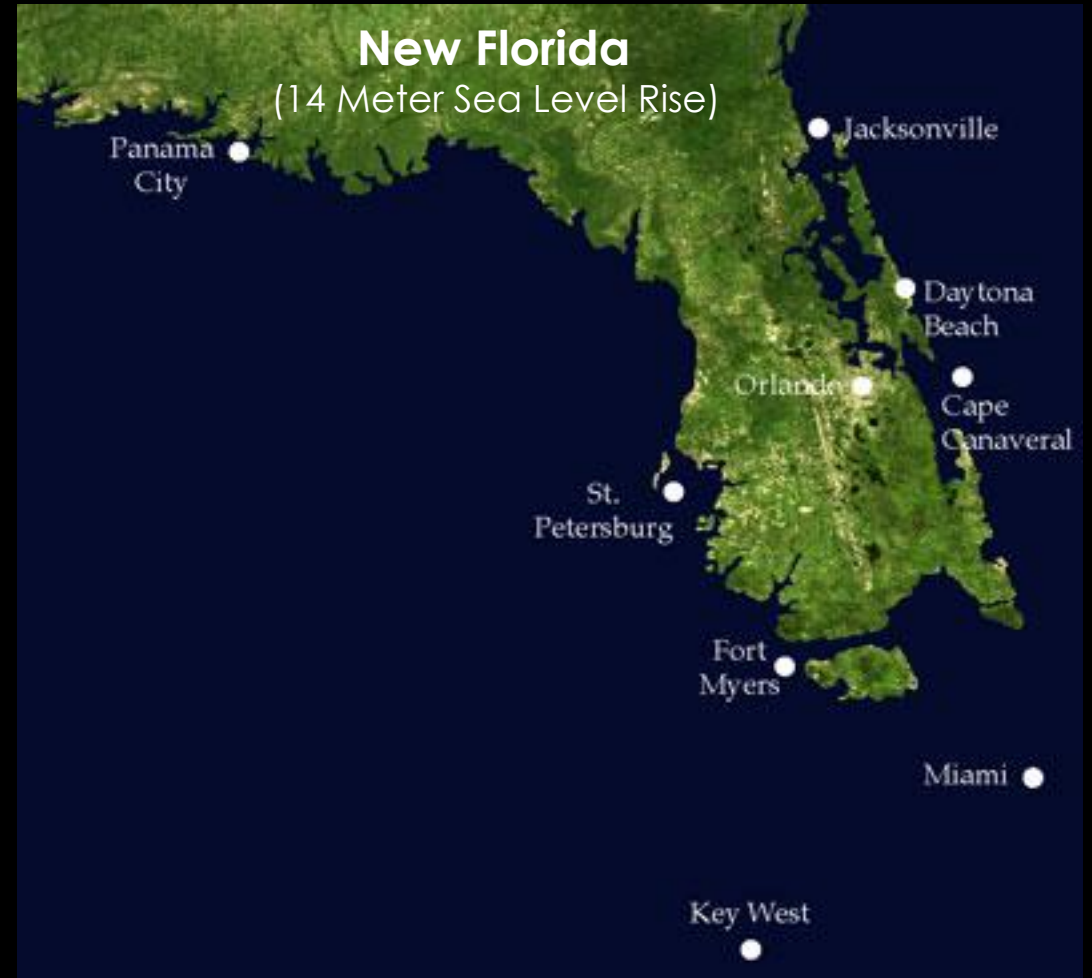 New Florida
(14 Meter Sea Level Rise)
Jacksonville
Panama
City
Daytona
Beach
Orlando
Cape
Canaveral
St.
Petersburg
Fort
Myers
Miami
Key West